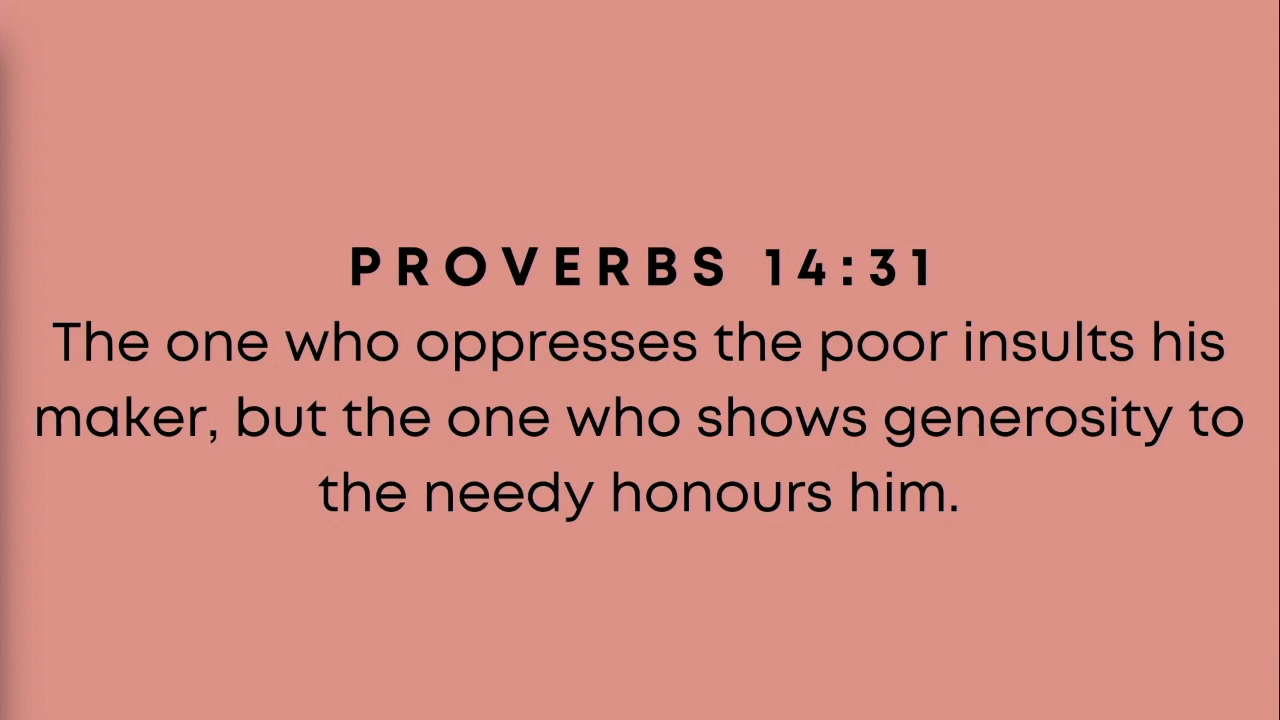 PROVERBS 14:31
The one who oppresses the poor insults his
maker, but the one who shows generosity to
the needy honours him.